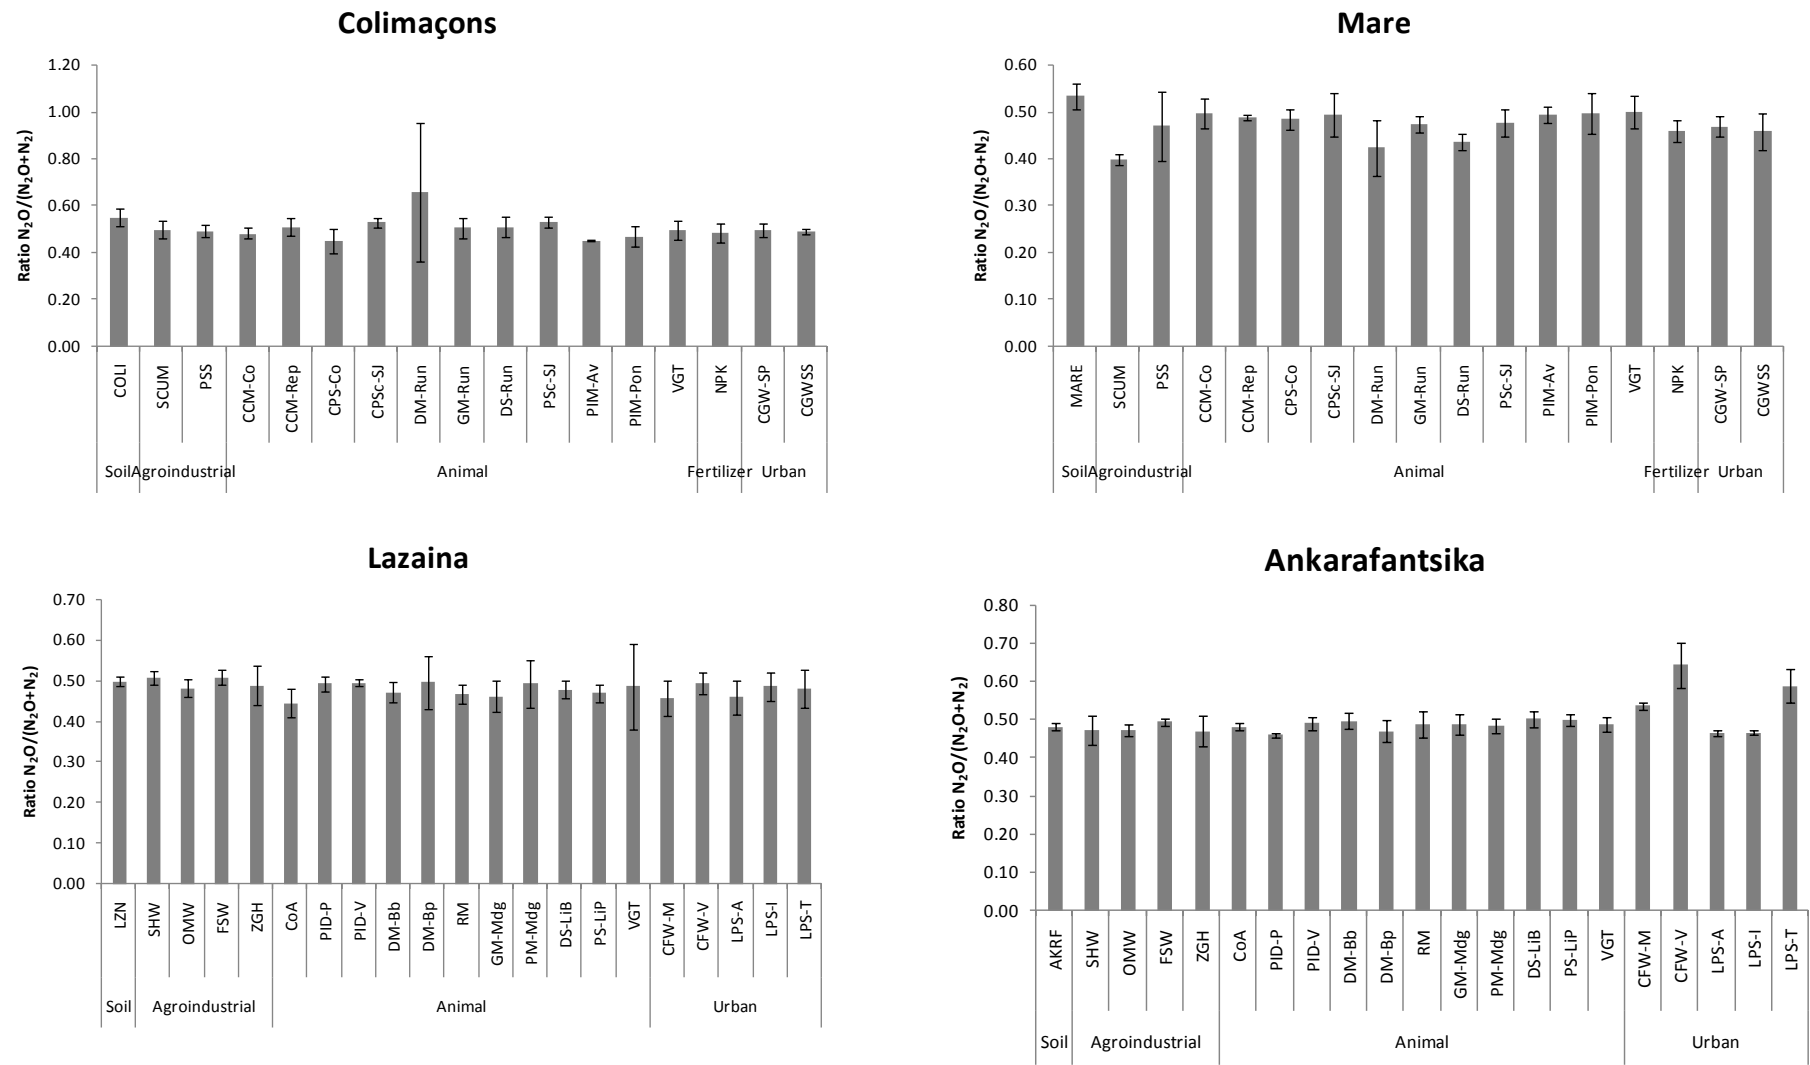 Colimaçons
Ratio N₂O/(N₂O+N₂)
1.20
1.00
0.80
0.60
0.40
0.20
0.00
COLI
SCUM
PSS
CCM-Co
CCM-Rep
CPS-Co
CPSc-SJ
DM-Run
GM-Run
DS-Run
PSc-SJ
PIM-Av
PIM-Pon
VGT
NPK
CGW-SP
CGWSS
Soil
Agroindustrial
Animal
Fertilizer
Urban
Mare
Ratio N₂O/(N₂O+N₂)
0.60
0.50
0.40
0.30
0.20
0.10
0.00
MARE
SCUM
PSS
CCM-Co
CCM-Rep
CPS-Co
CPSc-SJ
DM-Run
GM-Run
DS-Run
PSc-SJ
PIM-Av
PIM-Pon
VGT
NPK
CGW-SP
CGWSS
Soil
Agroindustrial
Animal
Fertilizer
Urban
Lazaina
Ratio N₂O/(N₂O+N₂)
0.70
0.60
0.50
0.40
0.30
0.20
0.10
0.00
LZN
SHW
OMW
FSW
ZGH
CoA
PID-P
PID-V
DM-Bb
DM-Bp
RM
GM-Mdg
PM-Mdg
DS-LiB
PS-LiP
VGT
CFW-M
CFW-V
LPS-A
LPS-I
LPS-T
Soil
Agroindustrial
Animal
Urban
Ankarafantsika
Ratio N₂O/(N₂O+N₂)
0.80
0.70
0.60
0.50
0.40
0.30
0.20
0.10
0.00
AKRF
SHW
OMW
FSW
ZGH
CoA
PID-P
PID-V
DM-Bb
DM-Bp
RM
GM-Mdg
PM-Mdg
DS-LiB
PS-LiP
VGT
CFW-M
CFW-V
LPS-A
LPS-I
LPS-T
Soil
Agroindustrial
Animal
Urban